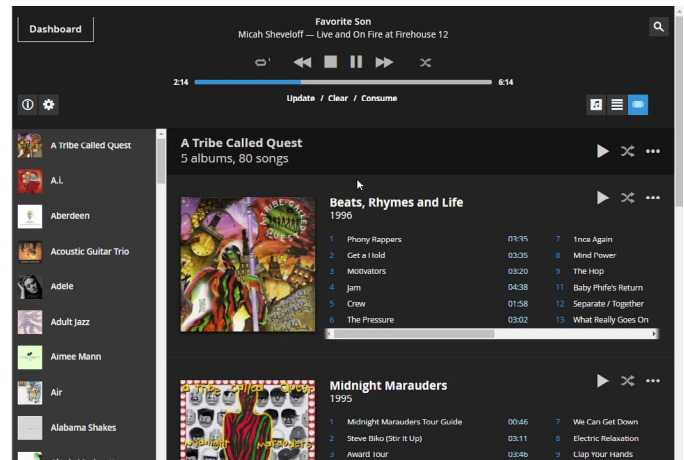 Dashboard
Favorite Son
Micah Sheveloff — Live and On Fire at Firehouse 12
2:14
6:14
Update / Clear / Consume
A Tribe Called Quest
A.i.
Aberdeen
Acoustic Guitar Trio
Adele
Adult Jazz
Aimee Mann
Air
Alabama Shakes
A Tribe Called Quest
5 albums, 80 songs
Beats, Rhymes and Life
1996
1 Phony Rappers 03:35 7 1nce Again
2 Get a Hold 03:35 8 Mind Power
3 Motivators 03:20 9 The Hop
4 Jam 04:38 11 Baby Phife's Return
5 Crew 01:58 12 Separate / Together
6 The Pressure 03:02 13 What Really Goes On
Midnight Marauders
1995
1 Midnight Marauders Tour Guide 00:46 7 We Can Get Down
2 Steve Biko (Stir It Up) 03:11 8 Electric Relaxation
3 Award Tour 03:46 9 Clap Your Hands